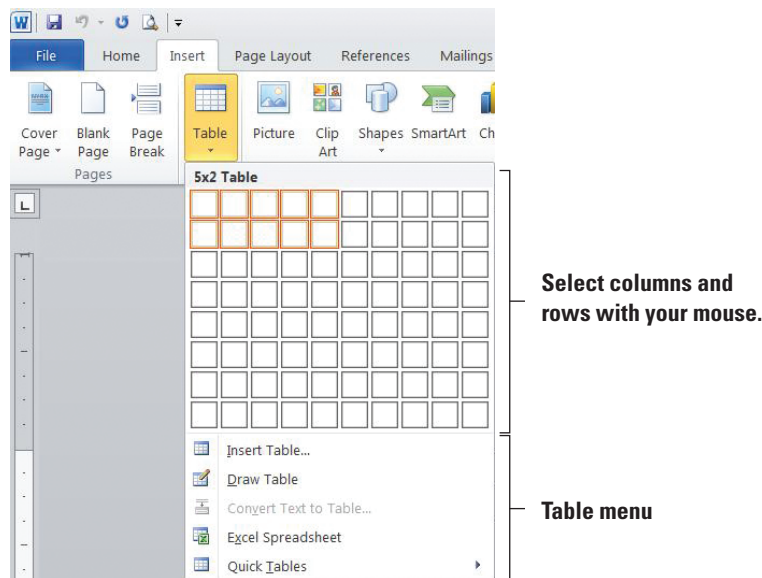 W
File Home Insert Page Layout References Mailings
Cover Page Blank Page Page Break Table Picture Clip Art Shapes SmartArt Ch
Pages
5x2 Table
L
1
Select columns and
rows with your mouse.
Insert Table...
Draw Table
Convert Text to Table...
Excel Spreadsheet
Quick Tables
Table menu